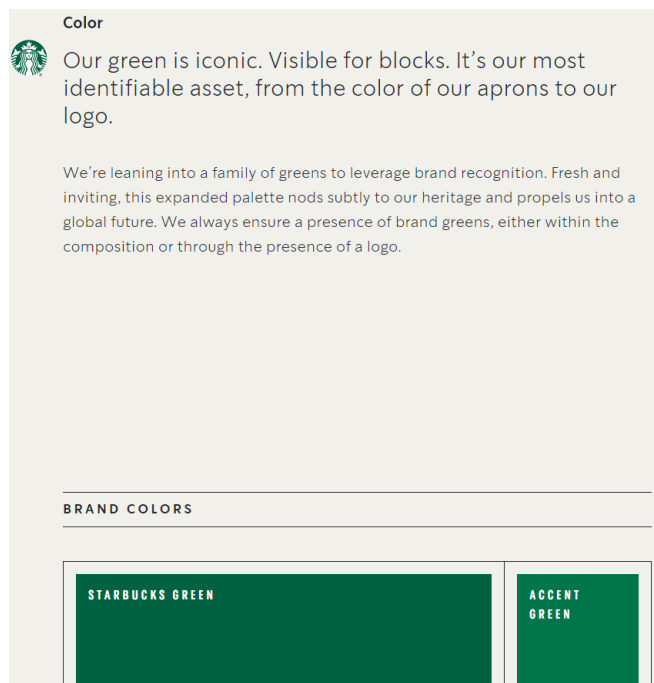 Color
Our green is iconic. Visible for blocks. It’s our most
identifiable asset, from the color of our aprons to our
logo.
We’re leaning into a family of greens to leverage brand recognition. Fresh and
inviting, this expanded palette nods subtly to our heritage and propels us into a
global future. We always ensure a presence of brand greens, either within the
composition or through the presence of a logo.
BRAND COLORS
STARBUCKS GREEN
ACCENT
GREEN